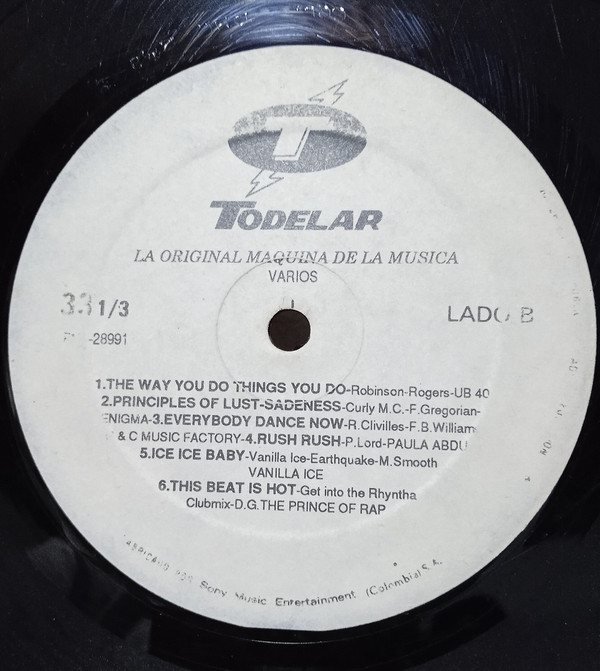 T
TODELAR
LA ORIGINAL MAQUINA DE LA MUSICA
VARIOS
33 1/3
LADO B
-28991
1.THE WAY YOU DO THINGS YOU DO-Robinson-Rogers-UB 40
2.PRINCIPLES OF LUST-SADENESS-Curly M.C.-F.Gregorian-
ENIGMA-3.EVERYBODY DANCE NOW-R.Clivilles-F.B.William
& C MUSIC FACTORY-4.RUSH RUSH-P.Lord-PAULA ABDU
5.ICE ICE BABY-Vanilla Ice-Earthquake-M.Smooth
VANILLA ICE
6.THIS BEAT IS HOT-Get into the Rhyntha
Clubmix-D.G.THE PRINCE OF RAP
FABRICADO POR Sony Music Enrertainment (Colombia) S.A.